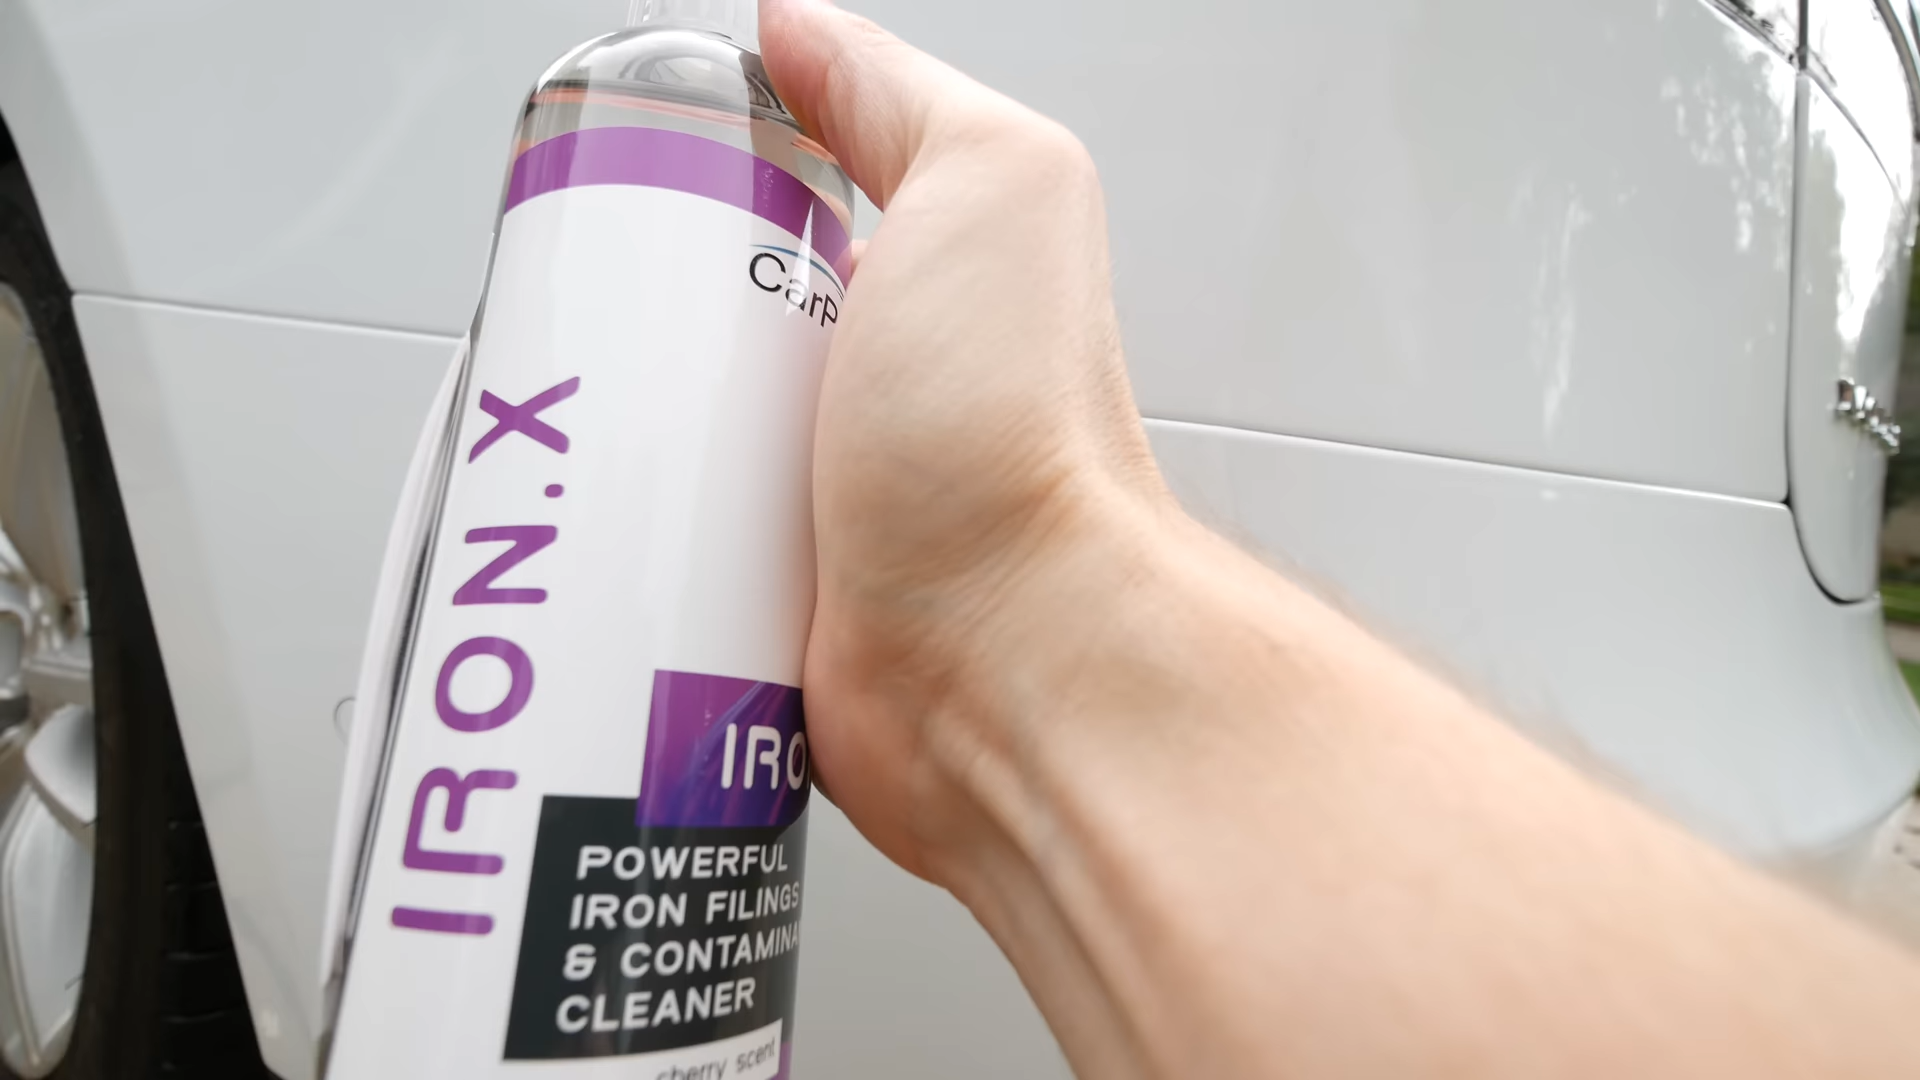 CarP
IRON.X
IRO
POWERFUL
IRON FILINGS
& CONTAMINA
CLEANER
cherry scent